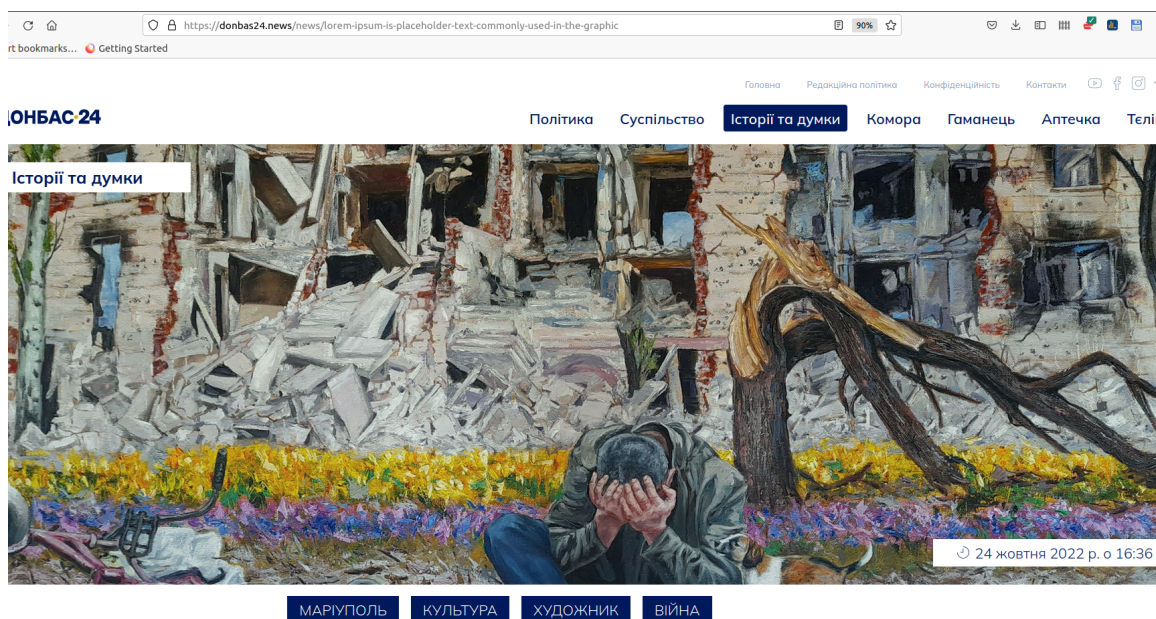 https://donbas24.news/news/lorem-ipsum-is-placeholder-text-commonly-used-in-the-graphic 90%
rt bookmarks... Getting Started
Головна Редакційна політика Конфіденційність Контакти
ДОНБАС24 Політика Суспільство Історії та думки Комора Гаманець Аптечка Телі
Історії та думки
24 жовтня 2022 р. о 16:36
МАРІУПОЛЬ КУЛЬТУРА ХУДОЖНИК ВІЙНА